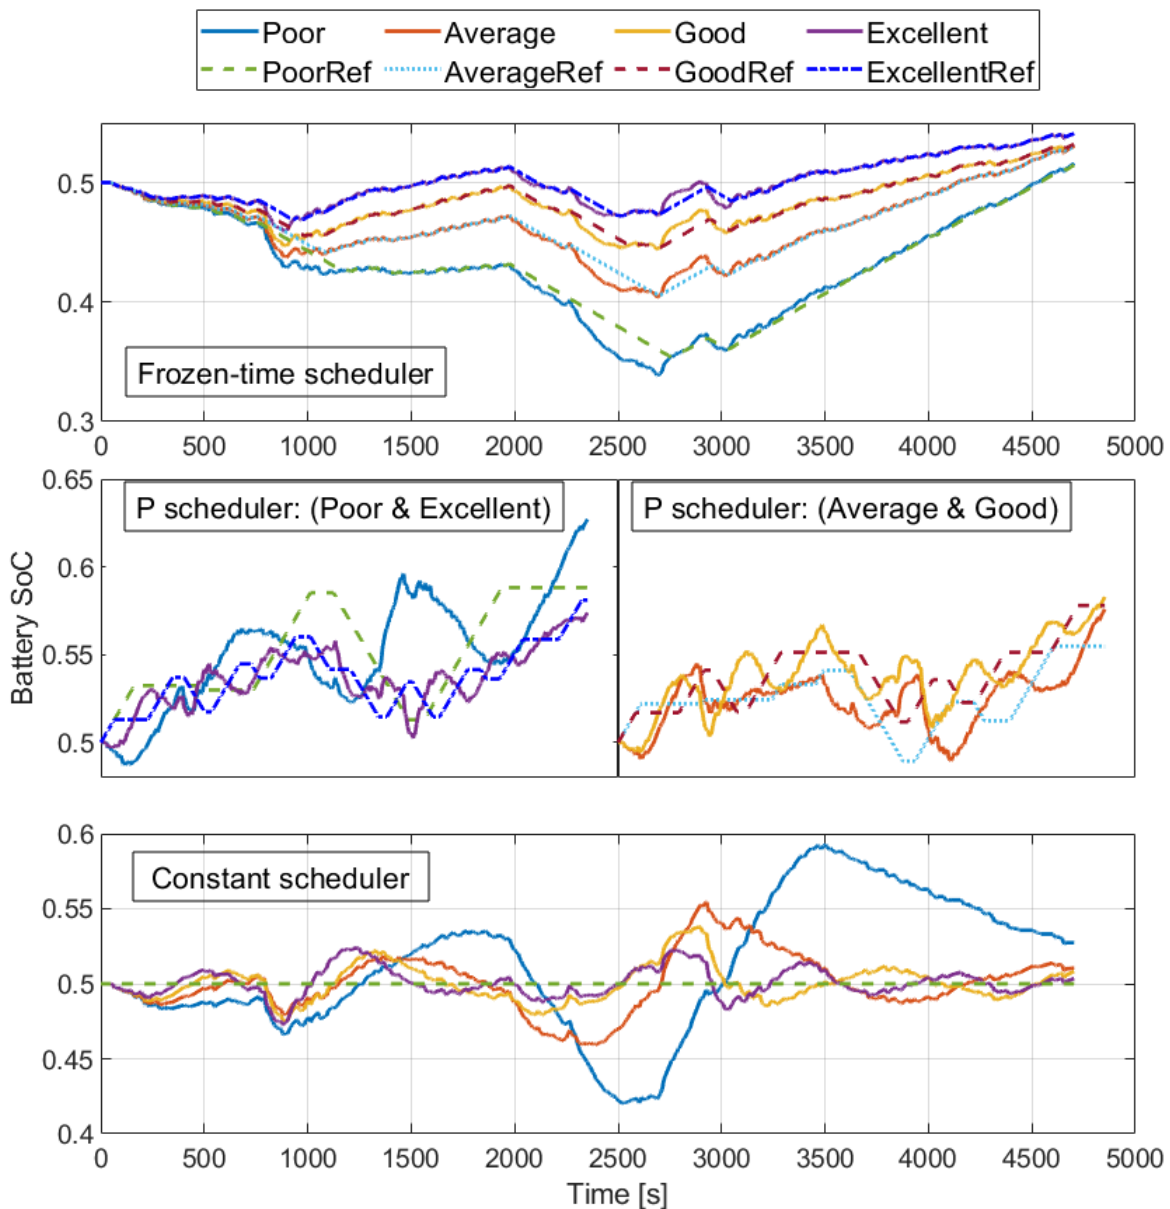 Poor Average Good Excellent
PoorRef AverageRef GoodRef ExcellentRef
0.5
0.4
0.3
Frozen-time scheduler
0 500 1000 1500 2000 2500 3000 3500 4000 4500 5000
Battery SoC
0.65
0.6
0.55
0.5
P scheduler: (Poor & Excellent)
P scheduler: (Average & Good)
0.6
0.55
0.5
0.45
0.4
Constant scheduler
0 500 1000 1500 2000 2500 3000 3500 4000 4500 5000
Time [s]